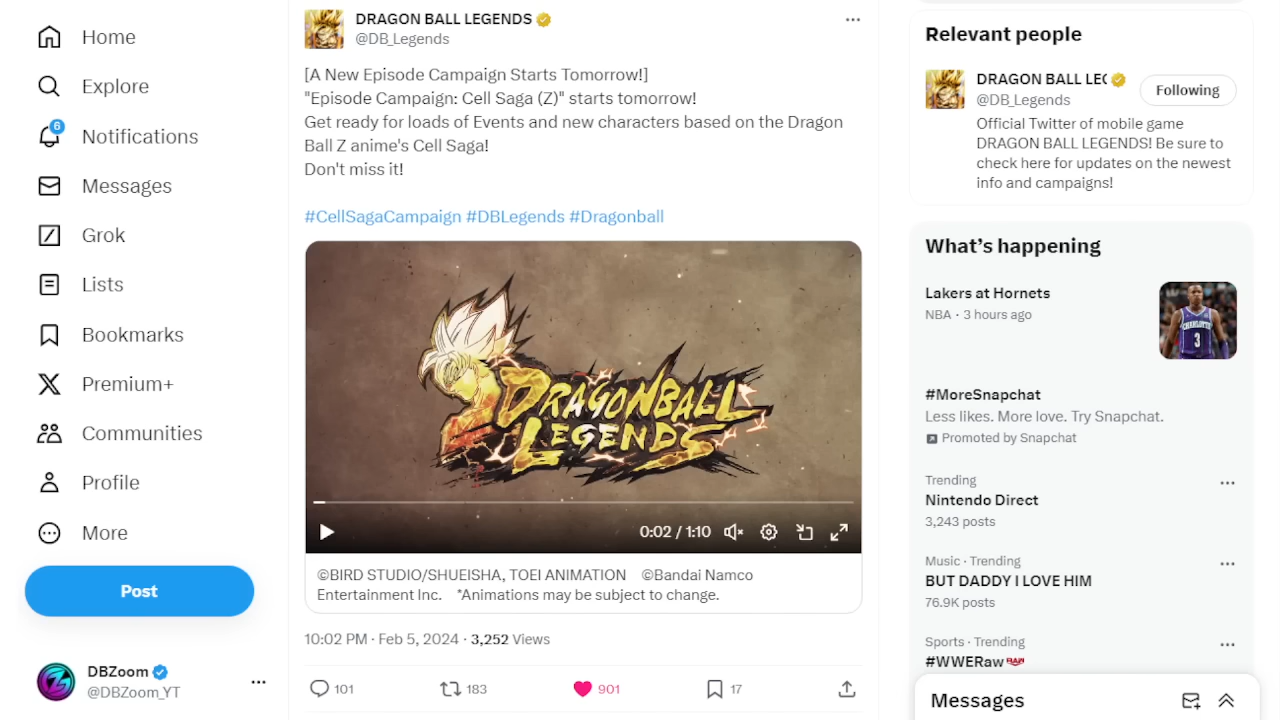 Home
Explore
6
Notifications
Messages
Grok
Lists
Bookmarks
Premium+
Communities
Profile
More
Post
DBZoom
@DBZoom_YT
DRAGON BALL LEGENDS
@DB_Legends
[A New Episode Campaign Starts Tomorrow!]
"Episode Campaign: Cell Saga (Z)" starts tomorrow!
Get ready for loads of Events and new characters based on the Dragon
Ball Z anime's Cell Saga!
Don't miss it!
#CellSagaCampaign #DBLegends #Dragonball
DRAGONBALL
LEGENDS
0:02 / 1:10
©BIRD STUDIO/SHUEISHA, TOEI ANIMATION ©Bandai Namco
Entertainment Inc. *Animations may be subject to change.
10:02 PM · Feb 5, 2024 · 3,252 Views
101 183 901 17
Relevant people
DRAGON BALL LEG
@DB_Legends
Following
Official Twitter of mobile game
DRAGON BALL LEGENDS! Be sure to
check here for updates on the newest
info and campaigns!
What's happening
Lakers at Hornets
NBA · 3 hours ago
CHARLOTTE
3
#MoreSnapchat
Less likes. More love. Try Snapchat.
Promoted by Snapchat
Trending
Nintendo Direct
3,243 posts
Music · Trending
BUT DADDY I LOVE HIM
76.9K posts
Sports · Trending
#WWERaw
Messages